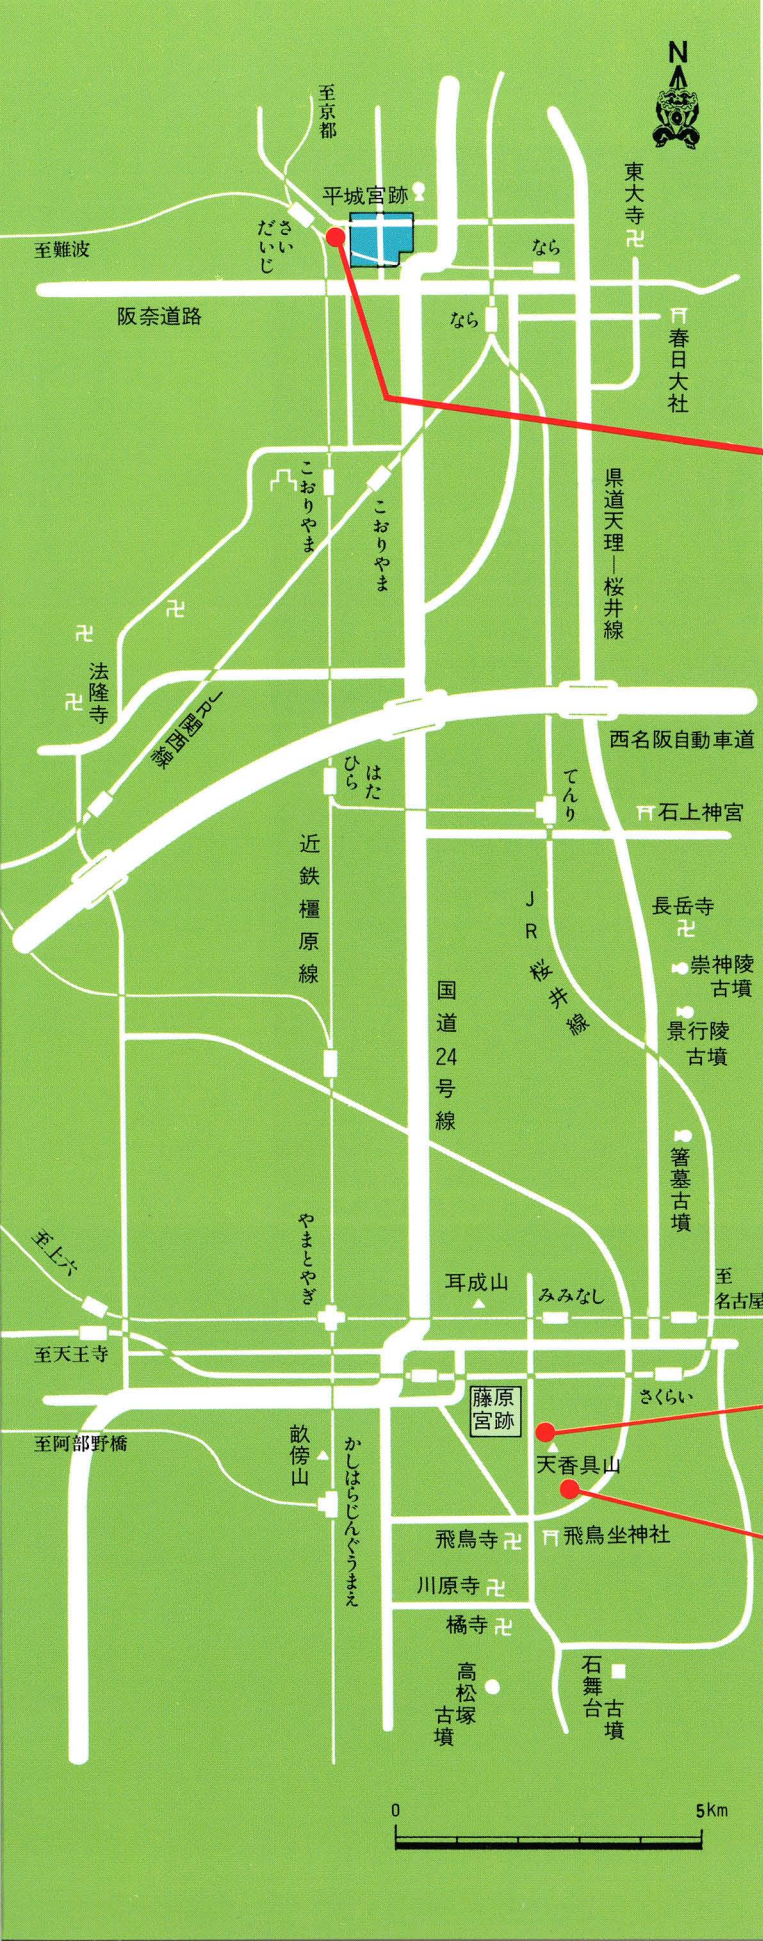 N
至京都
平城宮跡
東大寺
さい
だいじ
至難波
なら
阪奈道路
なら
春日大社
こおりやま
こおりやま
県道天理―桜井線
法隆寺
JR関西線
西名阪自動車道
はた
ひら
てんり
石上神宮
近鉄橿原線
JR桜井線
長岳寺
崇神陵
古墳
国道24号線
景行陵
古墳
箸墓古墳
やまとやぎ
至上六
耳成山
みみなし
至
名古屋
至天王寺
さくらい
藤原
宮跡
至阿部野橋
畝傍山
かしはらじんぐうまえ
天香具山
飛鳥寺
飛鳥坐神社
川原寺
橘寺
高松塚
古墳
石舞台
古墳
0
5Km